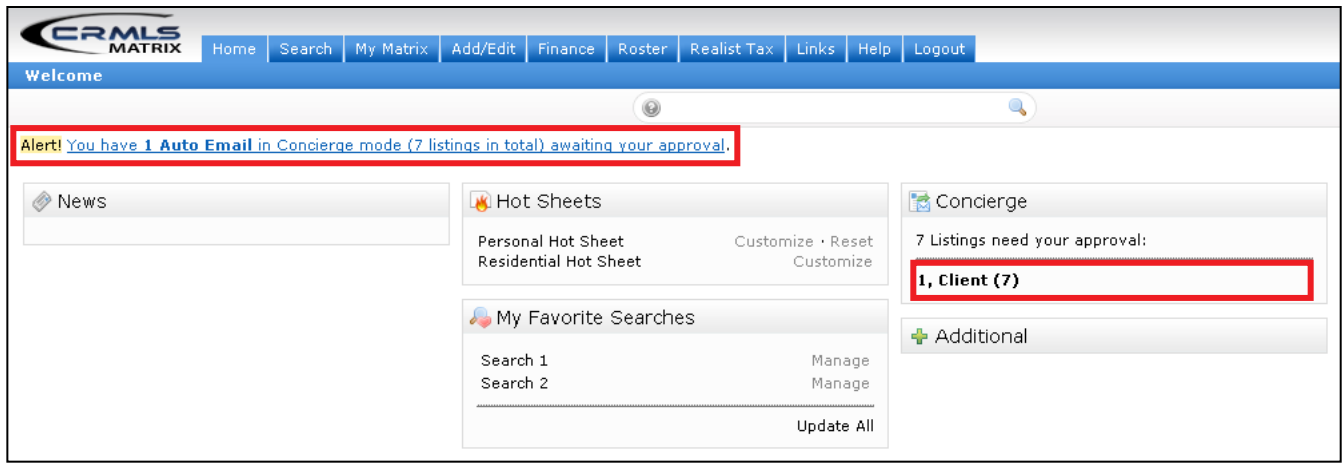 CRMLS
MATRIX
Home Search My Matrix Add/Edit Finance Roster Realist Tax Links Help Logout
Welcome
Alert! You have 1 Auto Email in Concierge mode (7 listings in total) awaiting your approval.
News
Hot Sheets
Personal Hot Sheet Customize · Reset
Residential Hot Sheet Customize
My Favorite Searches
Search 1 Manage
Search 2 Manage
Update All
Concierge
7 Listings need your approval:
1, Client (7)
Additional